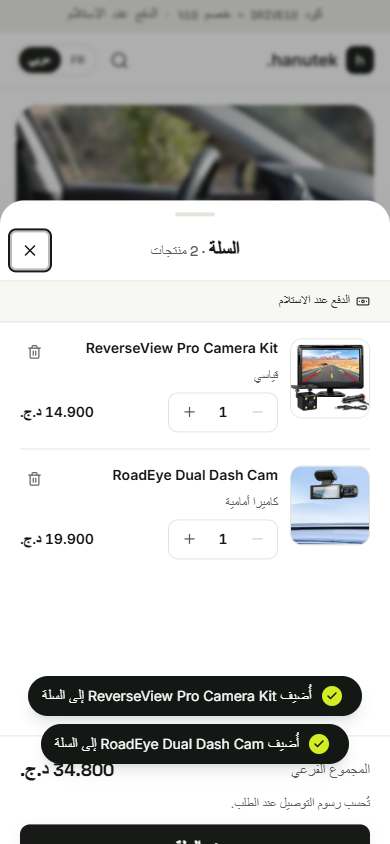 hanutek.
h
FR
عربي
السلة · 2 منتجات
الدفع عند الاستلام
ReverseView Pro Camera Kit
قياسي
1
14.900 د.ج.
RoadEye Dual Dash Cam
كاميرا أمامية
1
19.900 د.ج.
أُضيف ReverseView Pro Camera Kit إلى السلة
أُضيف RoadEye Dual Dash Cam إلى السلة
المجموع الفرعي
34.800 د.ج.
تُحسب رسوم التوصيل عند الطلب.